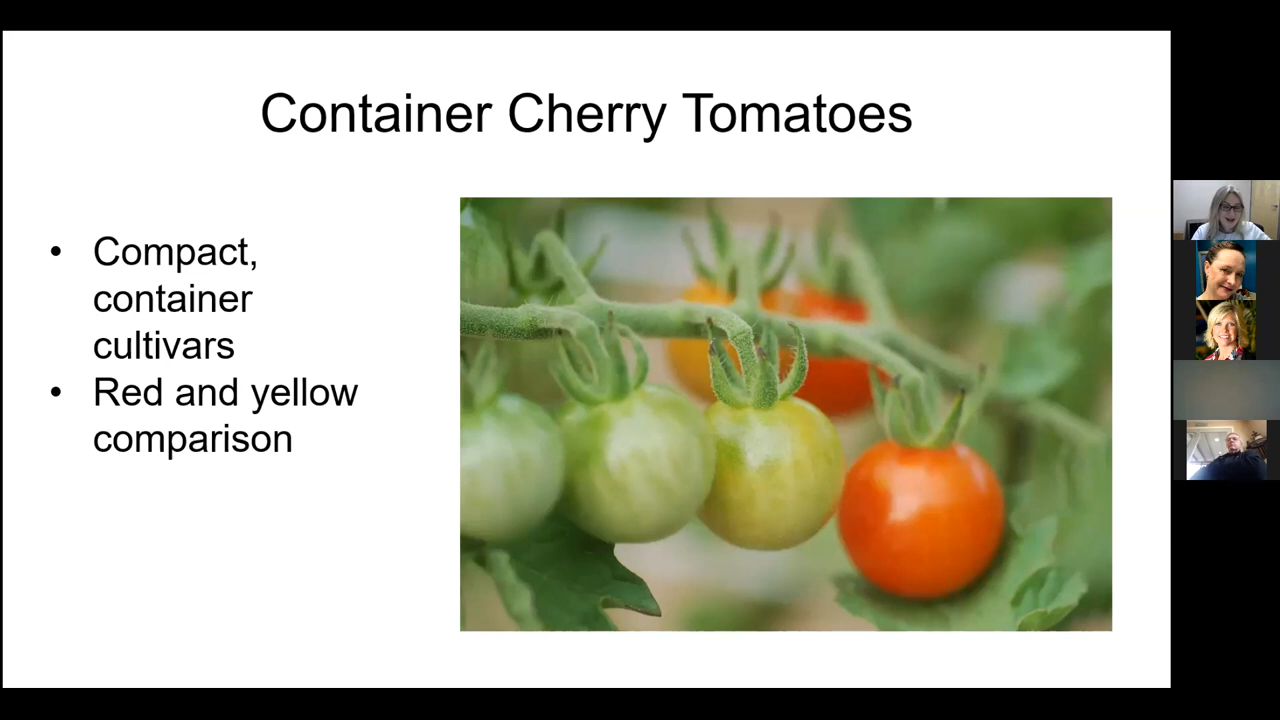 Container Cherry Tomatoes
• Compact,
container
cultivars
• Red and yellow
comparison